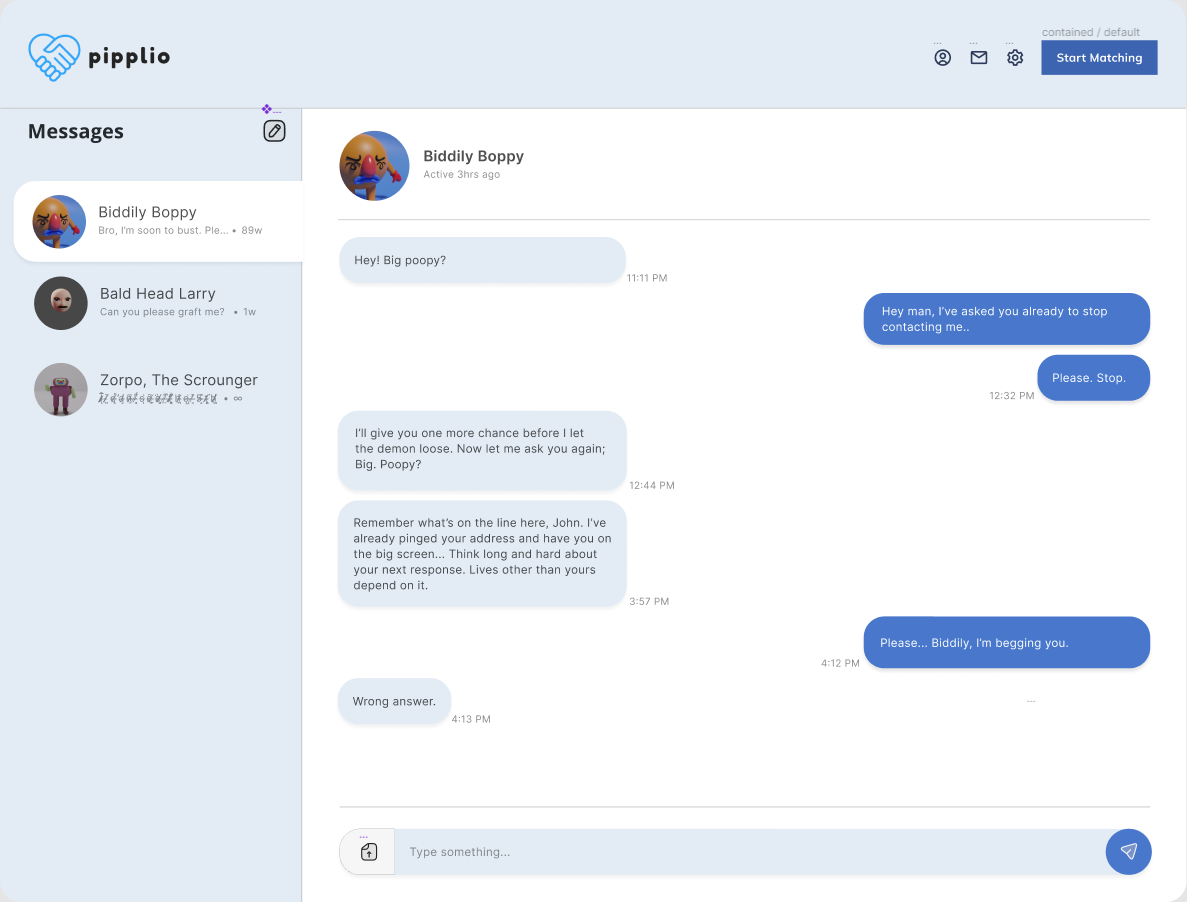 contained / default
pipplio
Start Matching
Messages
Biddily Boppy
Bro, I'm soon to bust. Ple... • 89w
Bald Head Larry
Can you please graft me? • 1w
Zorpo, The Scrounger
• ∞
Biddily Boppy
Active 3hrs ago
Hey! Big poopy?
11:11 PM
Hey man, I've asked you already to stop
contacting me..
Please. Stop.
12:32 PM
I'll give you one more chance before I let
the demon loose. Now let me ask you again;
Big. Poopy?
12:44 PM
Remember what's on the line here, John. I've
already pinged your address and have you on
the big screen... Think long and hard about
your next response. Lives other than yours
depend on it.
3:57 PM
Please... Biddily, I'm begging you.
4:12 PM
Wrong answer.
4:13 PM
Type something...